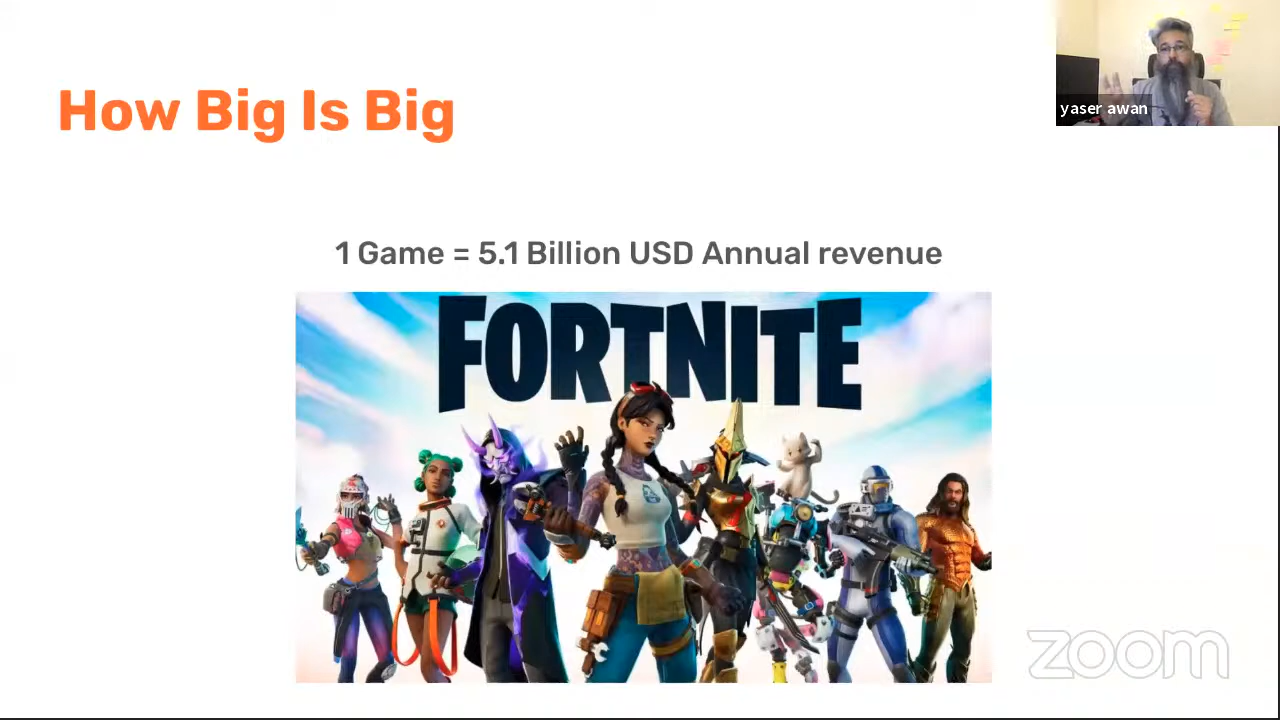 How Big Is Big
yaser awan
1 Game = 5.1 Billion USD Annual revenue
FORTNITE
zoom